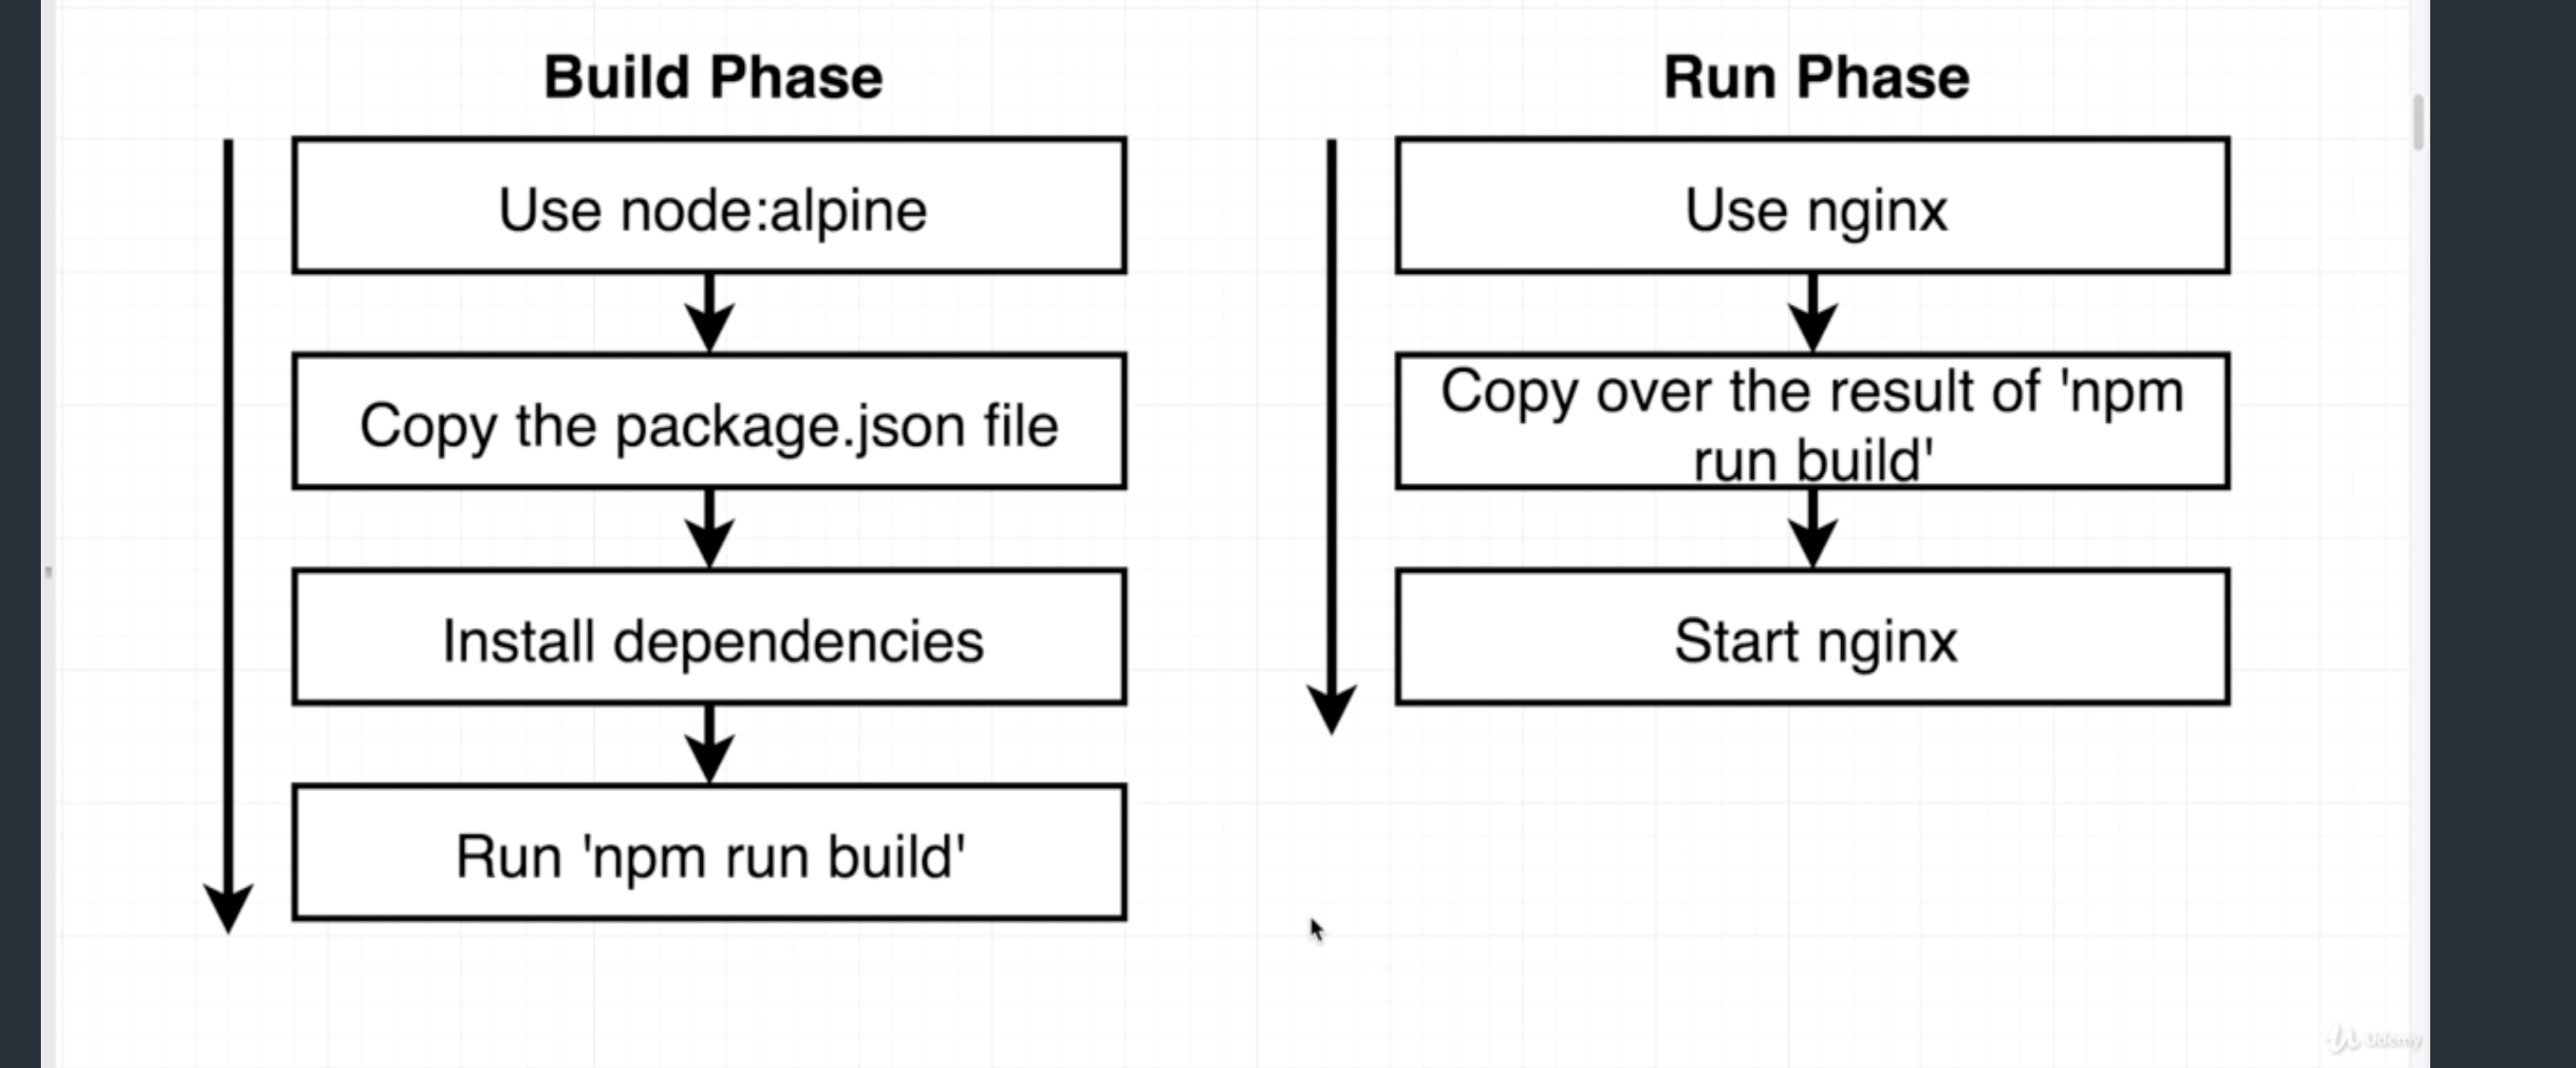 Build Phase
Use node:alpine
Copy the package.json file
Install dependencies
Run 'npm run build'
Run Phase
Use nginx
Copy over the result of 'npm
run build'
Start nginx
Udemy